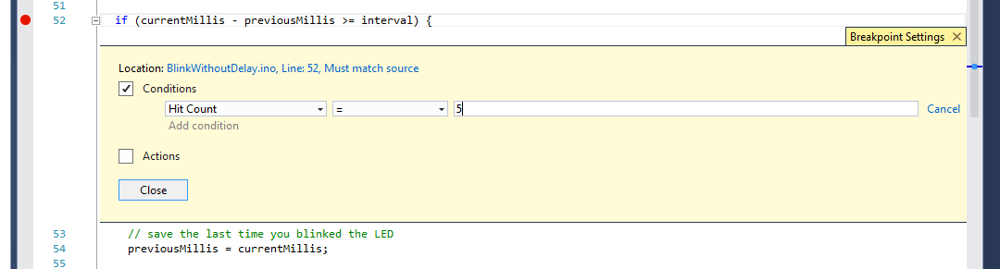 51
52 if (currentMillis - previousMillis >= interval) {
Breakpoint Settings
Location: BlinkWithoutDelay.ino, Line: 52, Must match source
Conditions
Hit Count = 5 Cancel
Add condition
Actions
Close
53 // save the last time you blinked the LED
54 previousMillis = currentMillis;
55